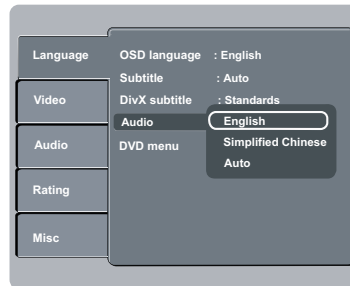 Language
Video
Audio
Rating
Misc
OSD language : English
Subtitle : Auto
DivX subtitle : Standards
Audio
DVD menu
English
Simplified Chinese
Auto